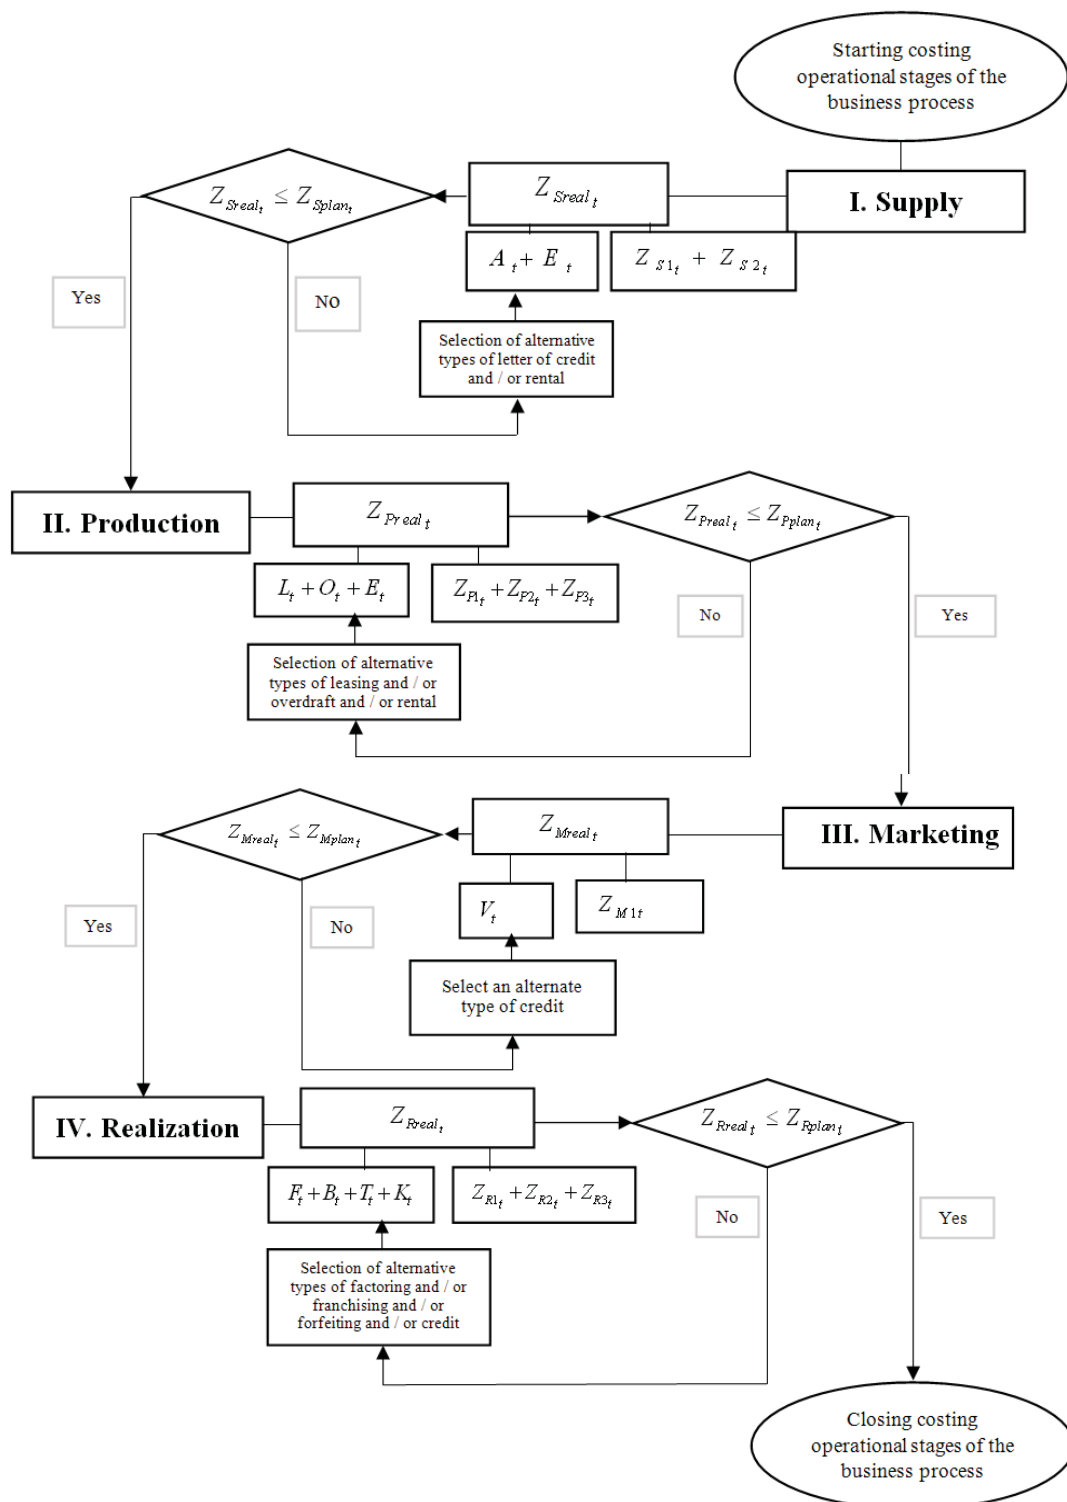 Starting costing
operational stages of the
business process
I. Supply
Z_{Sreal_t}
Z_{Sreal_t} ≤ Z_{Splan_t}
A_t + E_t
Z_{S1_t} + Z_{S2_t}
Yes
No
Selection of alternative
types of letter of credit
and / or rental
II. Production
Z_{Preal_t}
Z_{Preal_t} ≤ Z_{Pplan_t}
L_t + O_t + E_t
Z_{P1_t} + Z_{P2_t} + Z_{P3_t}
No
Yes
Selection of alternative
types of leasing and / or
overdraft and / or rental
III. Marketing
Z_{Mreal_t}
Z_{Mreal_t} ≤ Z_{Mplan_t}
V_t
Z_{M1t}
Yes
No
Select an alternate
type of credit
IV. Realization
Z_{Rreal_t}
Z_{Rreal_t} ≤ Z_{Rplan_t}
F_t + B_t + T_t + K_t
Z_{R1_t} + Z_{R2_t} + Z_{R3_t}
No
Yes
Selection of alternative
types of factoring and / or
franchising and / or
forfeiting and / or credit
Closing costing
operational stages of the
business process